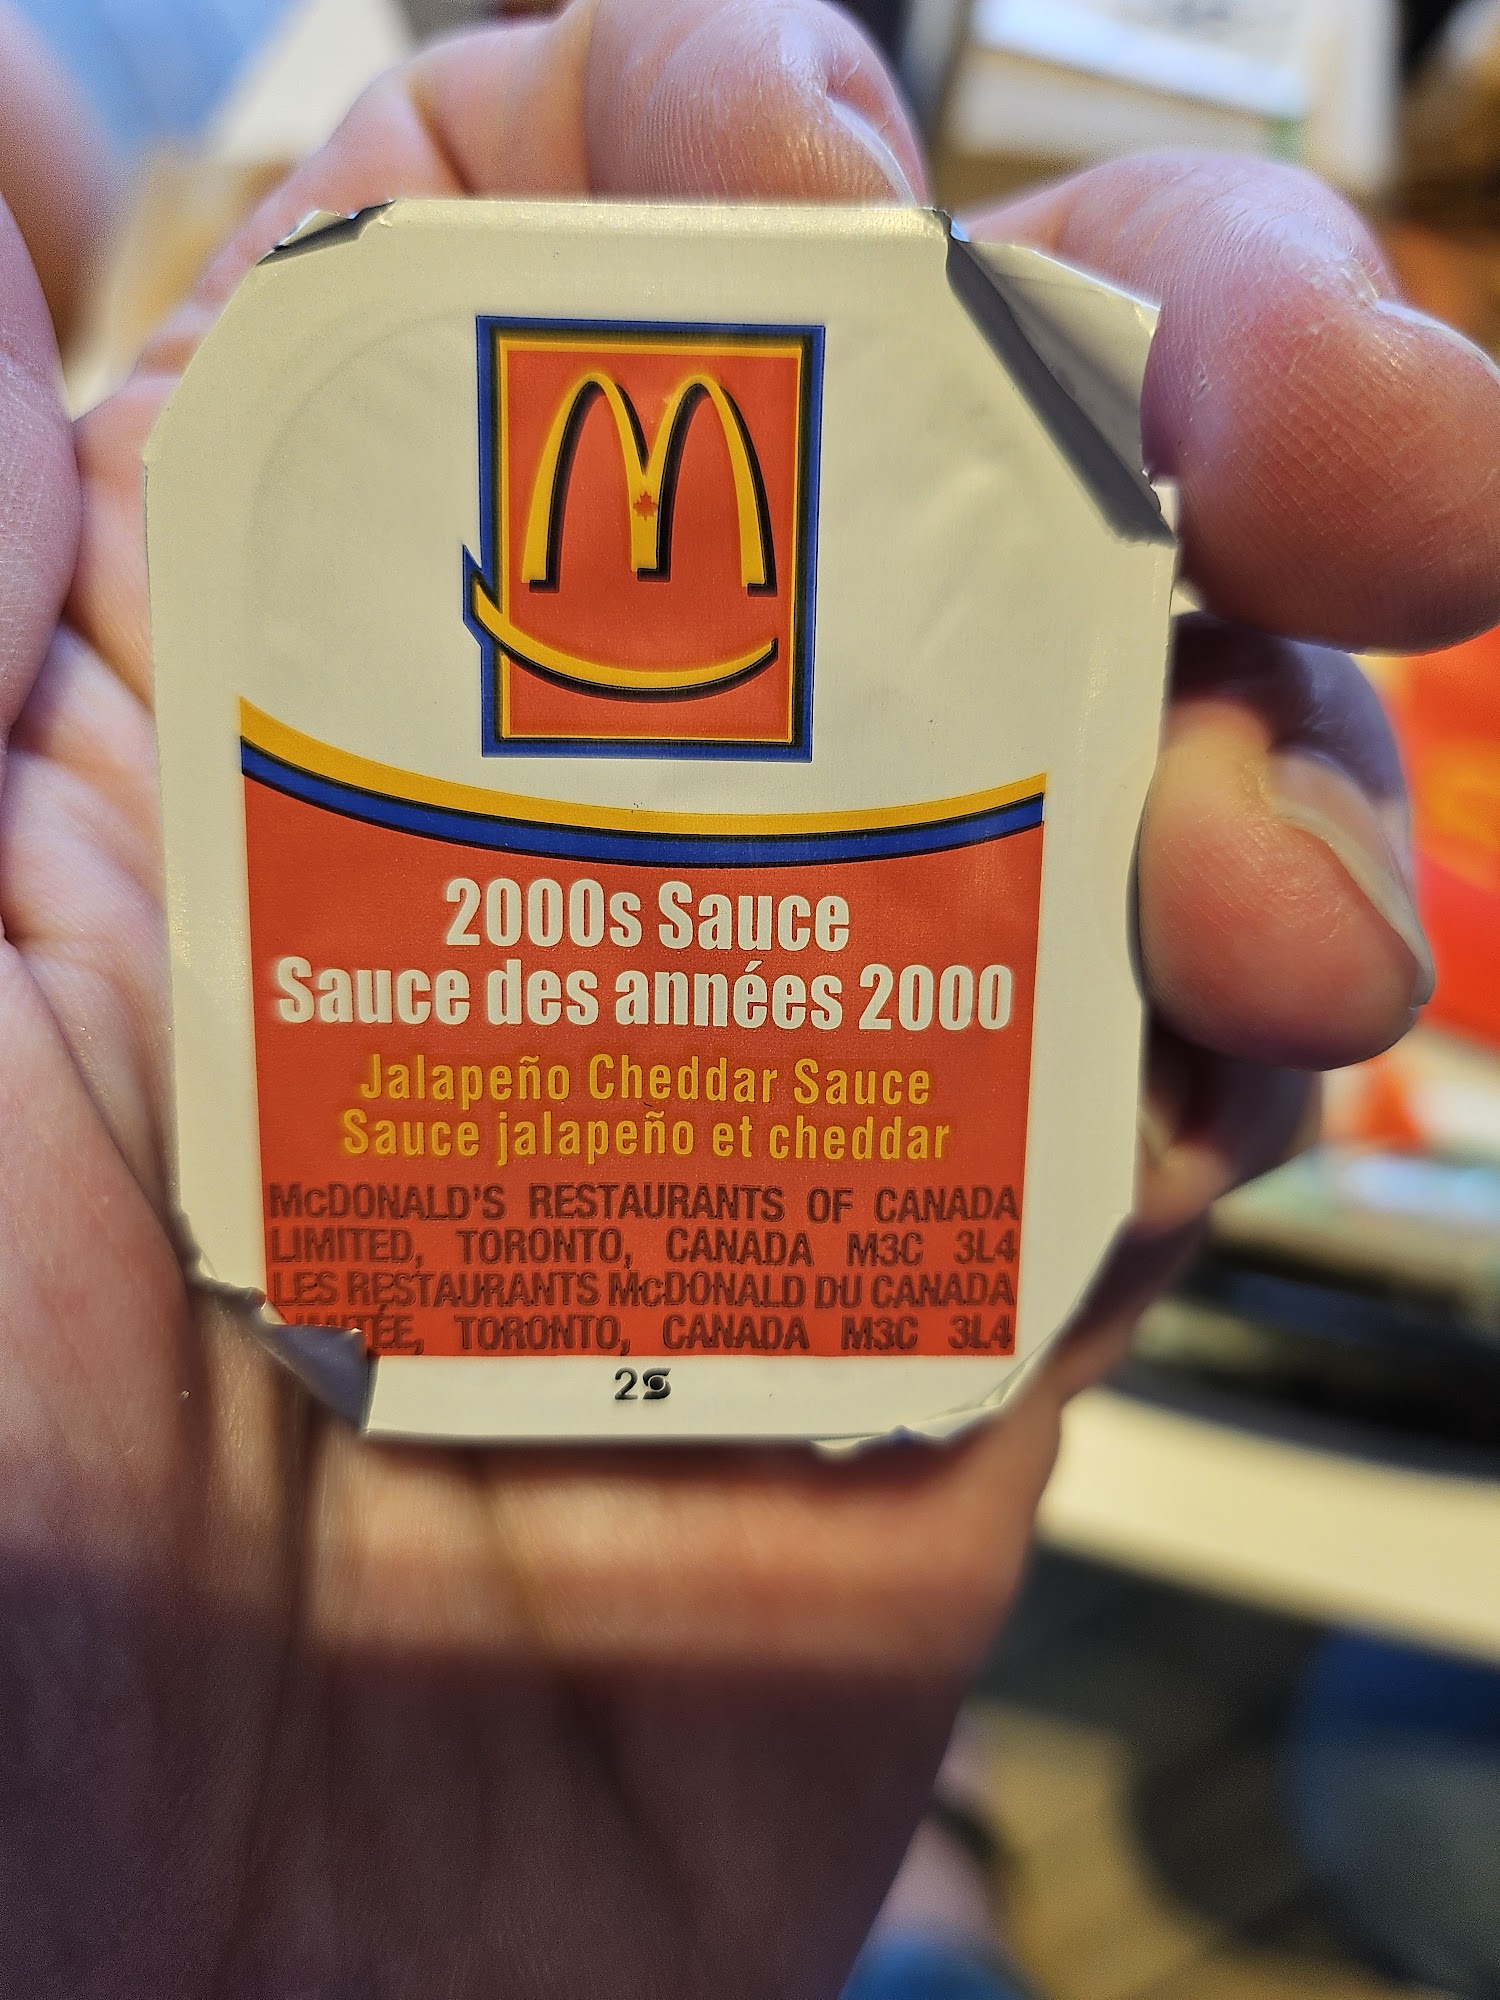 2000s Sauce
Sauce des années 2000
Jalapeño Cheddar Sauce
Sauce jalapeño et cheddar
McDONALD'S RESTAURANTS OF CANADA
LIMITED, TORONTO, CANADA M3C 3L4
LES RESTAURANTS McDONALD DU CANADA
LIMITÉE, TORONTO, CANADA M3C 3L4
2